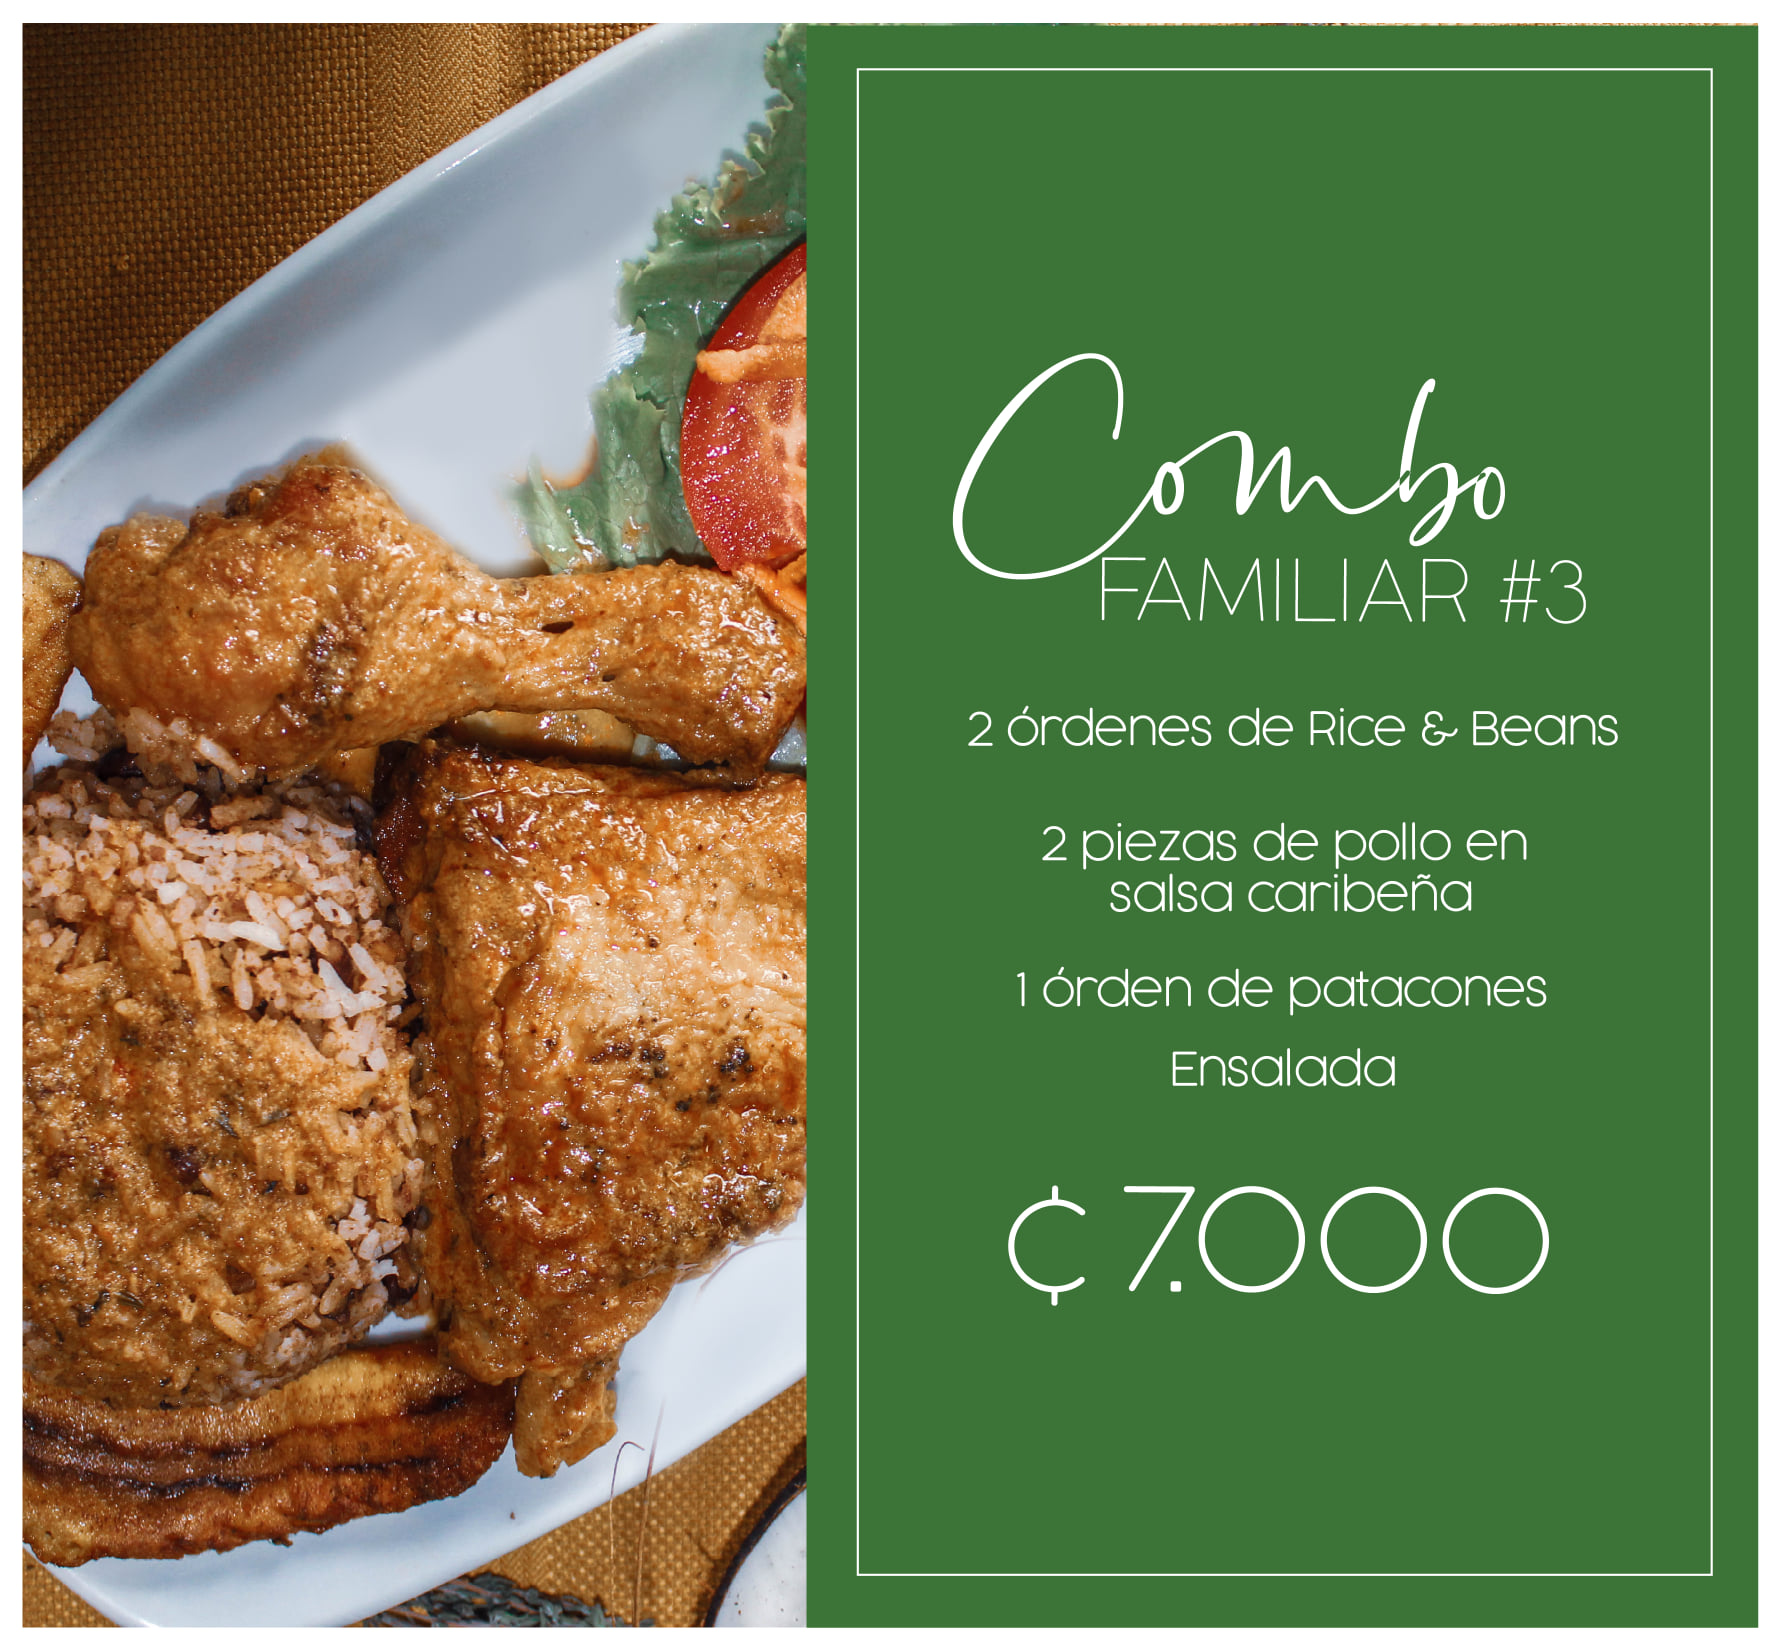 Combo
FAMILIAR #3
2 órdenes de Rice & Beans
2 piezas de pollo en
salsa caribeña
1 órden de patacones
Ensalada
¢ 7.000